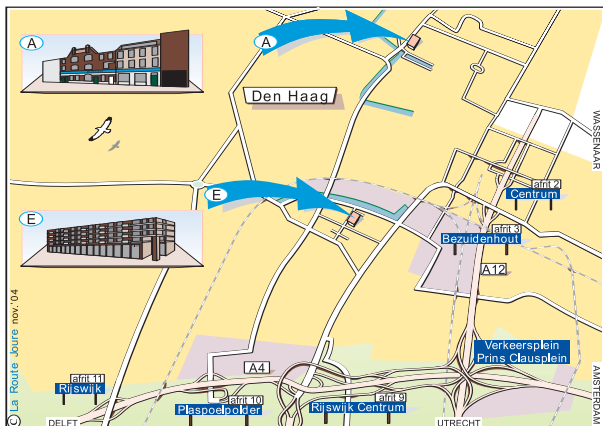 A
A
Den Haag
WASSENAAR
E
afrit 2
Centrum
E
afrit 3
Bezuidenhout
A12
© La Route Joure nov.'04
Verkeersplein
Prins Clausplein
A4
afrit 11
Rijswijk
AMSTERDAM
afrit 10
Plaspoelpolder
afrit 9
Rijswijk Centrum
DELFT
UTRECHT